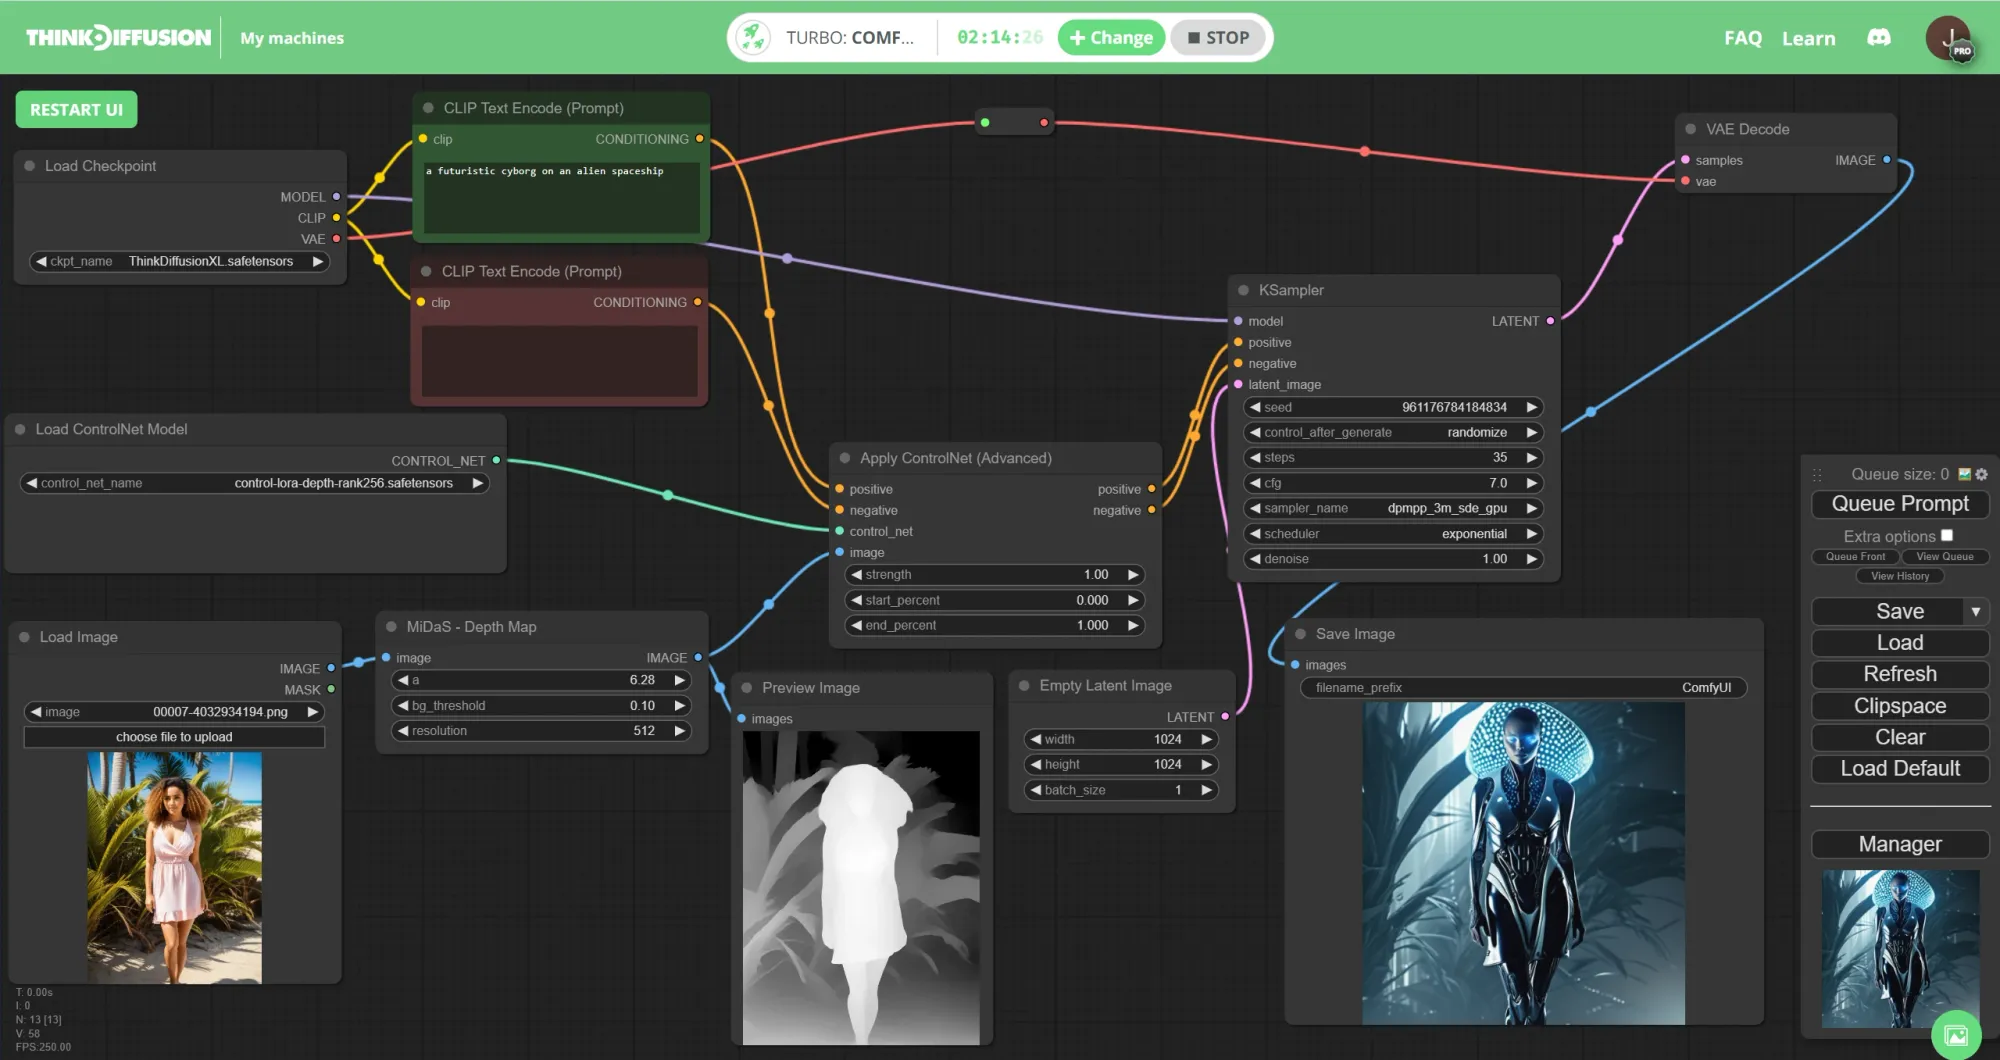 THINKDIFFUSION
My machines
TURBO: COMF...
02:14:26
+ Change
STOP
FAQ
Learn
J
PRO
RESTART UI
Load Checkpoint
MODEL
CLIP
VAE
ckpt_name ThinkDiffusionXL.safetensors
CLIP Text Encode (Prompt)
clip CONDITIONING
a futuristic cyborg on an alien spaceship
CLIP Text Encode (Prompt)
clip CONDITIONING
VAE Decode
samples IMAGE
vae
KSampler
model LATENT
positive
negative
latent_image
seed 961176784184834
control_after_generate randomize
steps 35
cfg 7.0
sampler_name dpmpp_3m_sde_gpu
scheduler exponential
denoise 1.00
Load ControlNet Model
CONTROL_NET
control_net_name control-lora-depth-rank256.safetensors
Apply ControlNet (Advanced)
positive positive
negative negative
control_net
image
strength 1.00
start_percent 0.000
end_percent 1.000
Load Image
IMAGE
MASK
image 00007-4032934194.png
choose file to upload
MiDaS - Depth Map
image IMAGE
a 6.28
bg_threshold 0.10
resolution 512
Preview Image
images
Empty Latent Image
LATENT
width 1024
height 1024
batch_size 1
Save Image
images
filename_prefix ComfyUI
Queue size: 0
Queue Prompt
Extra options
Queue Front View Queue
View History
Save
Load
Refresh
Clipspace
Clear
Load Default
Manager
T: 0.00s
I: 0
N: 13 [13]
V: 58
FPS:250.00